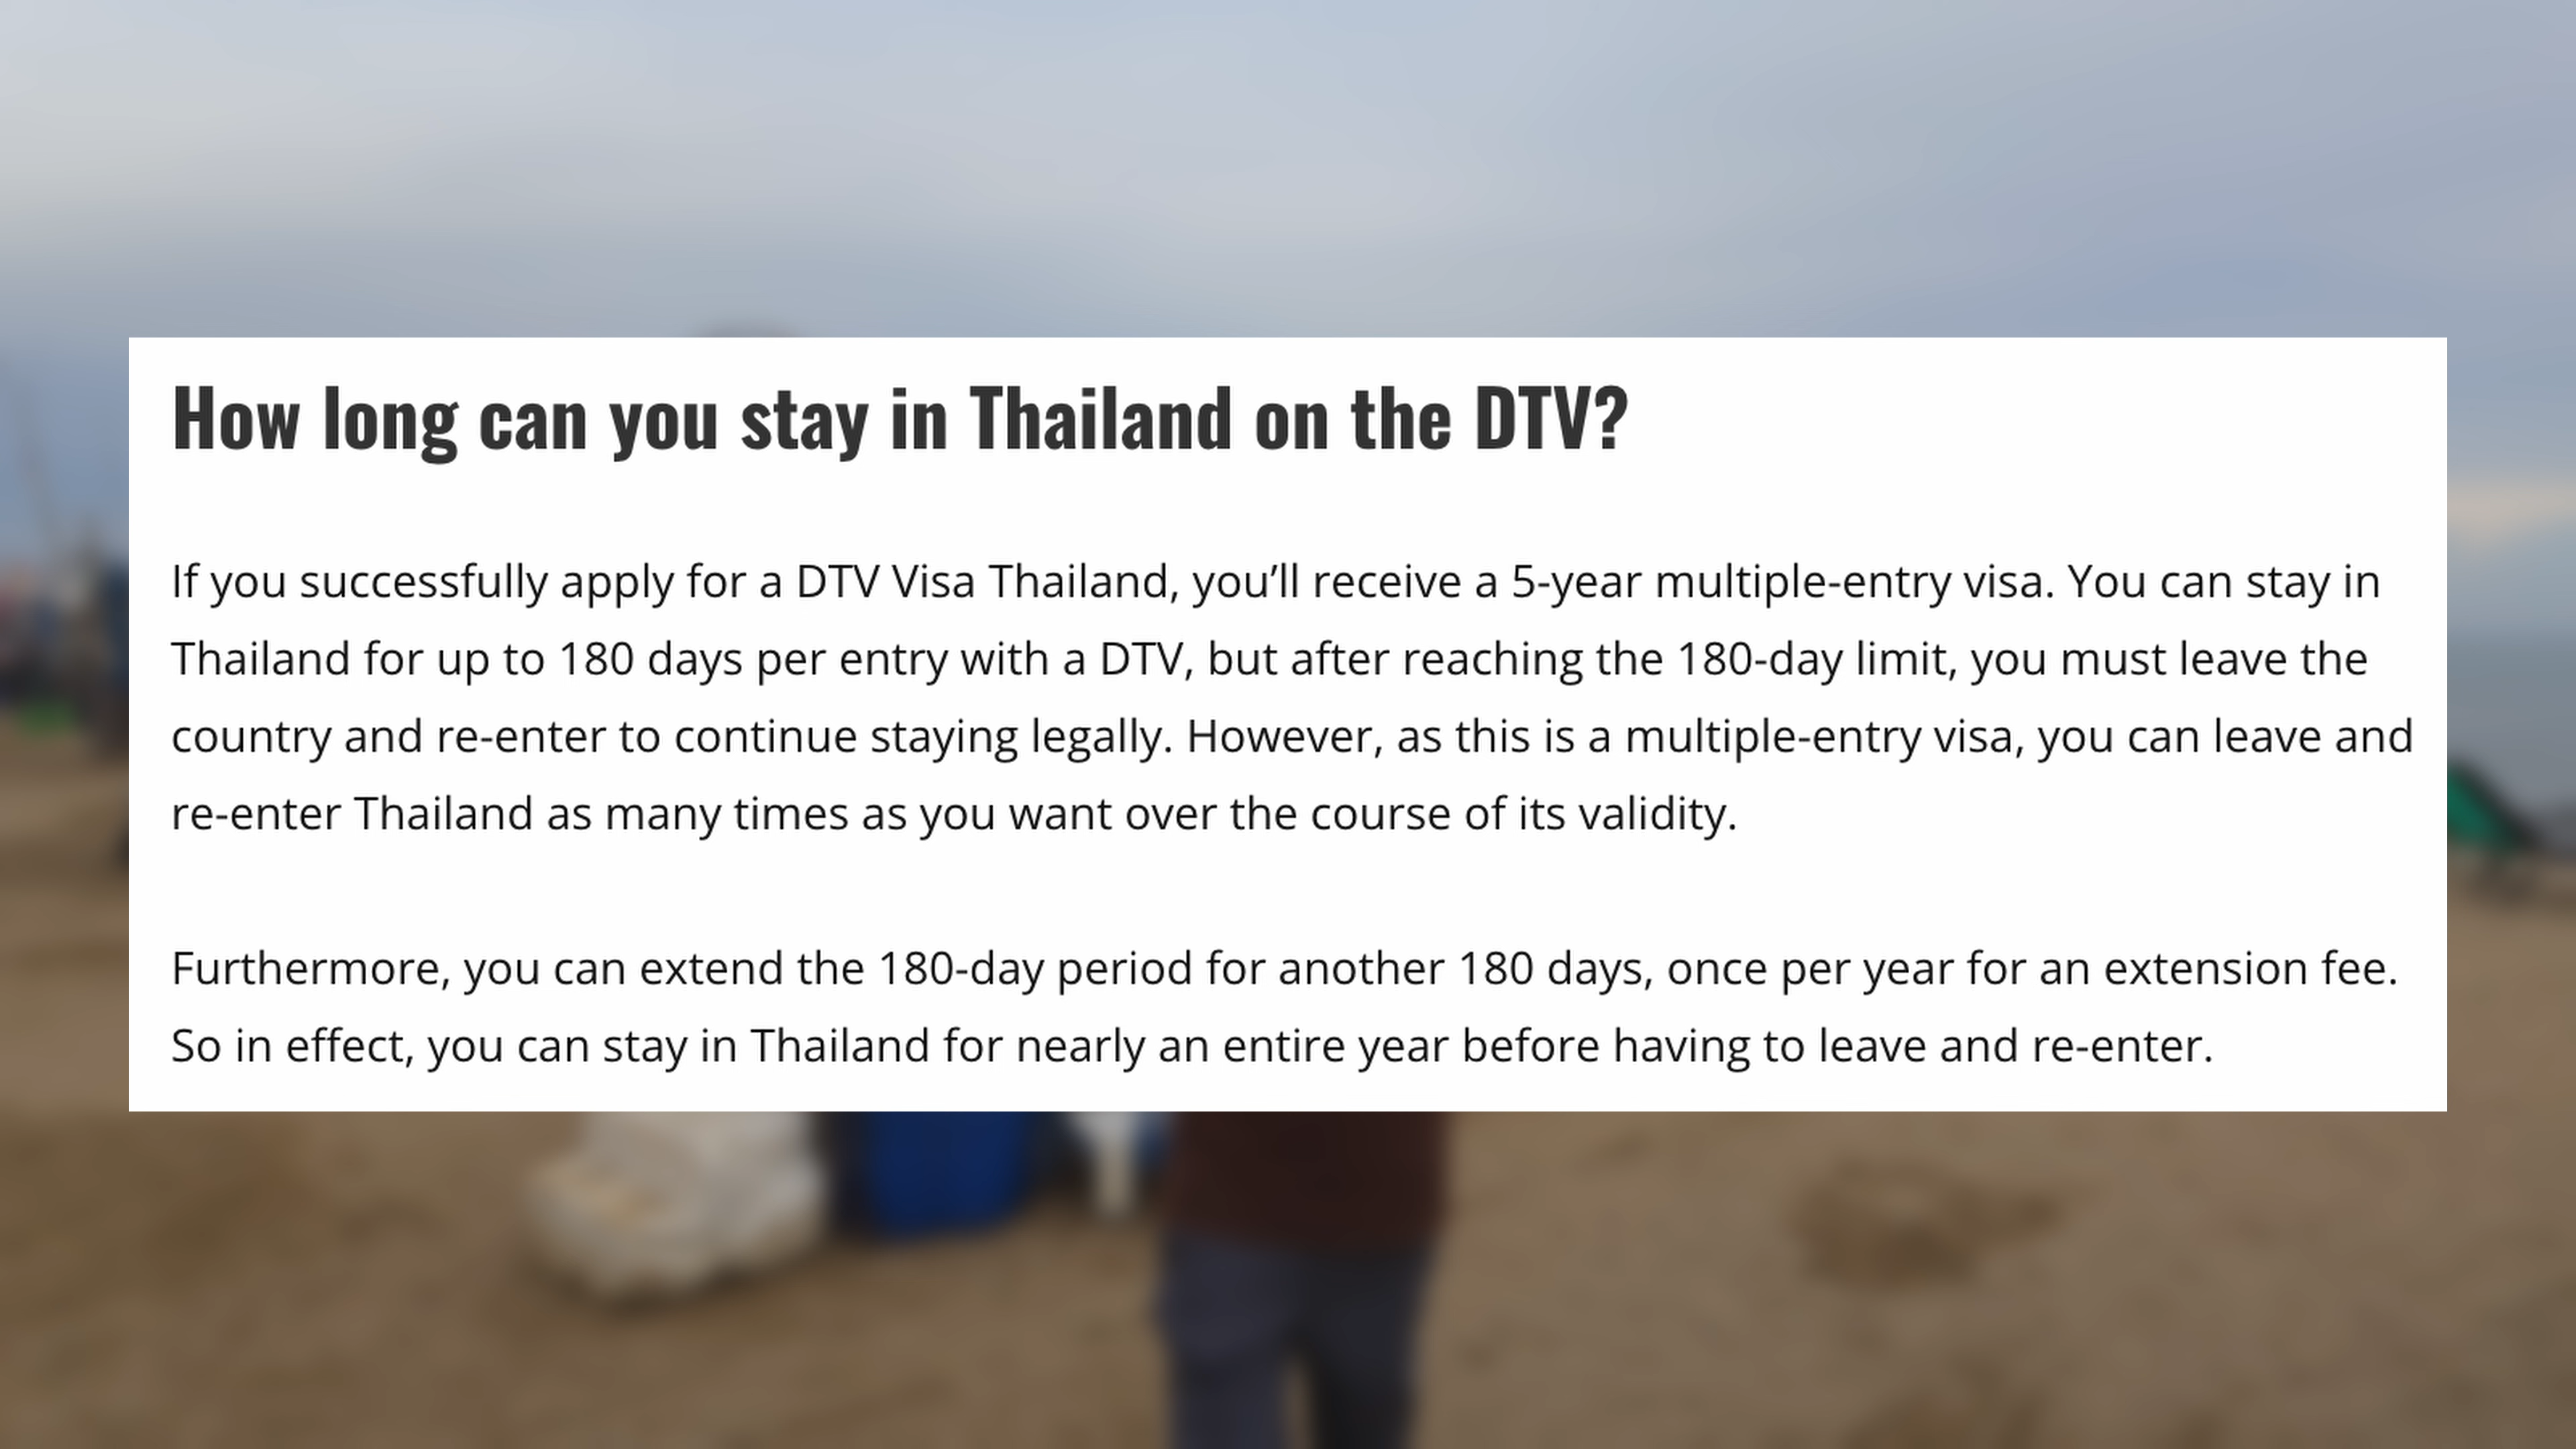 How long can you stay in Thailand on the DTV?
If you successfully apply for a DTV Visa Thailand, you’ll receive a 5-year multiple-entry visa. You can stay in
Thailand for up to 180 days per entry with a DTV, but after reaching the 180-day limit, you must leave the
country and re-enter to continue staying legally. However, as this is a multiple-entry visa, you can leave and
re-enter Thailand as many times as you want over the course of its validity.
Furthermore, you can extend the 180-day period for another 180 days, once per year for an extension fee.
So in effect, you can stay in Thailand for nearly an entire year before having to leave and re-enter.